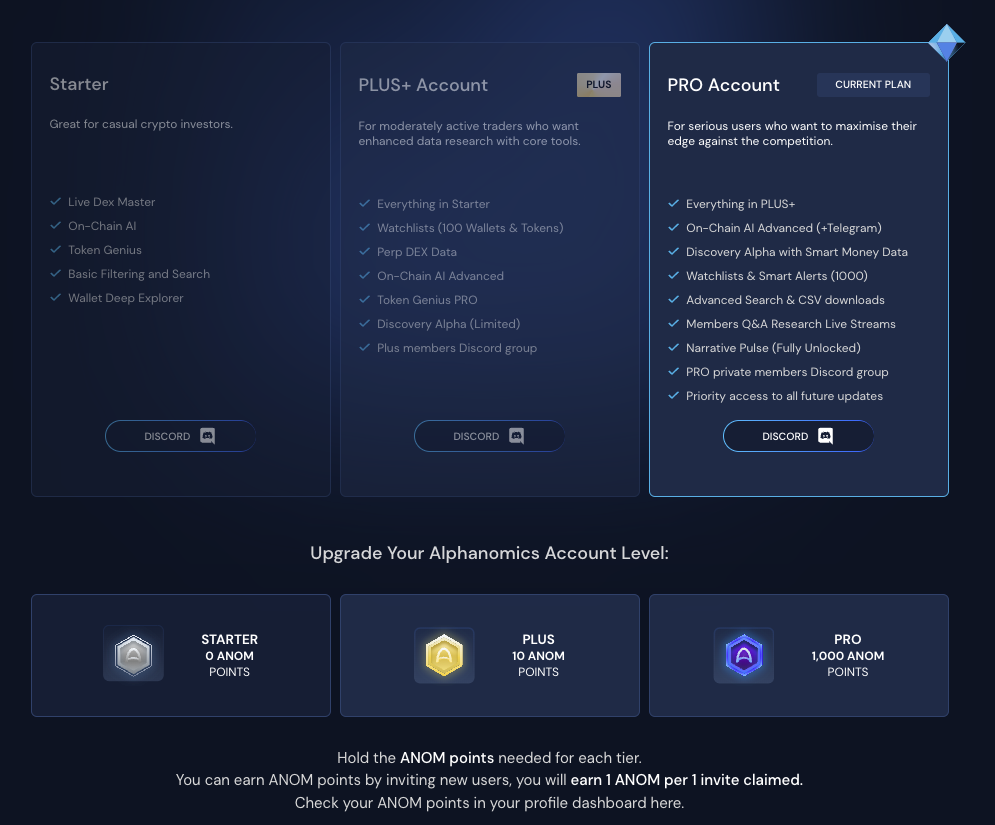 Starter
Great for casual crypto investors.
Live Dex Master
On-Chain AI
Token Genius
Basic Filtering and Search
Wallet Deep Explorer
DISCORD
PLUS+ Account
PLUS
For moderately active traders who want
enhanced data research with core tools.
Everything in Starter
Watchlists (100 Wallets & Tokens)
Perp DEX Data
On-Chain AI Advanced
Token Genius PRO
Discovery Alpha (Limited)
Plus members Discord group
DISCORD
PRO Account
CURRENT PLAN
For serious users who want to maximise their
edge against the competition.
Everything in PLUS+
On-Chain AI Advanced (+Telegram)
Discovery Alpha with Smart Money Data
Watchlists & Smart Alerts (1000)
Advanced Search & CSV downloads
Members Q&A Research Live Streams
Narrative Pulse (Fully Unlocked)
PRO private members Discord group
Priority access to all future updates
DISCORD
Upgrade Your Alphanomics Account Level:
STARTER
0 ANOM
POINTS
PLUS
10 ANOM
POINTS
PRO
1,000 ANOM
POINTS
Hold the ANOM points needed for each tier.
You can earn ANOM points by inviting new users, you will earn 1 ANOM per 1 invite claimed.
Check your ANOM points in your profile dashboard here.